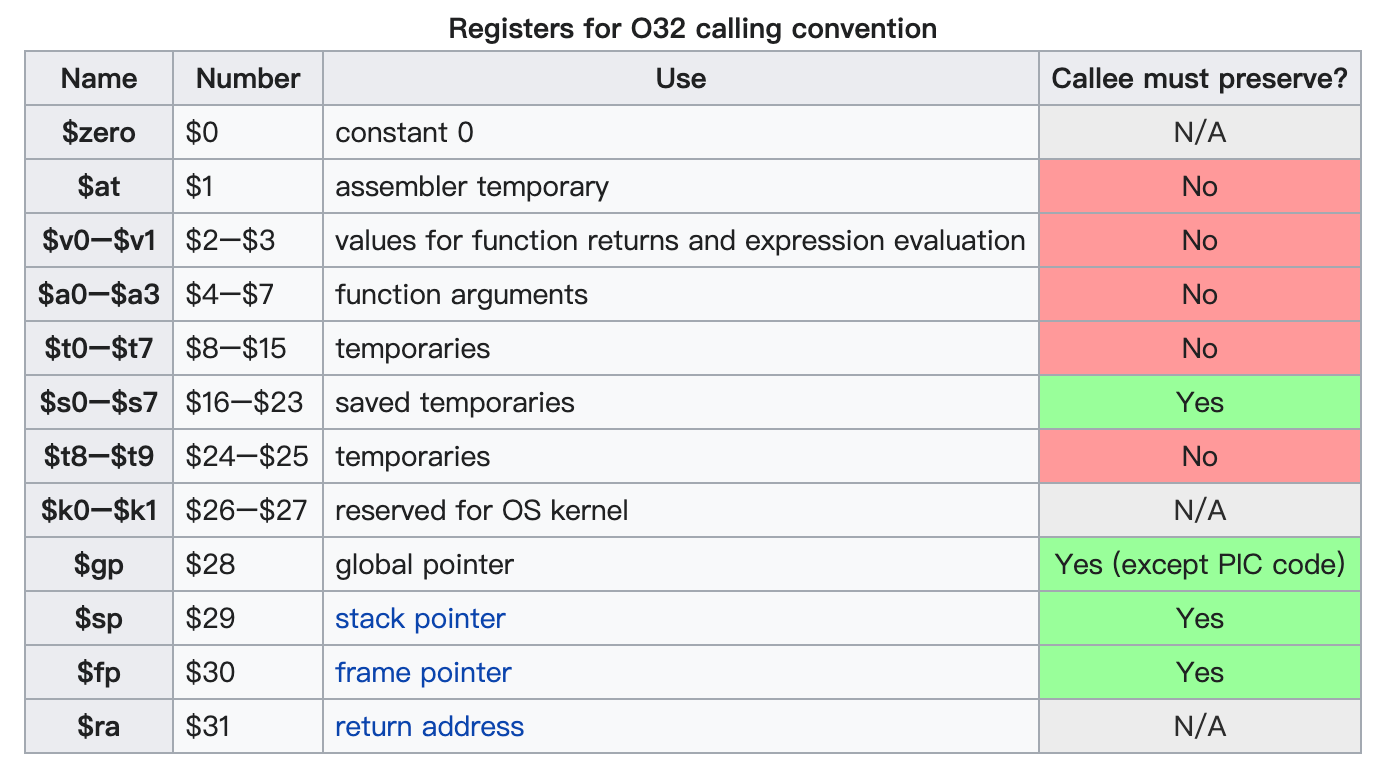 Registers for O32 calling convention
Name Number Use Callee must preserve?
$zero $0 constant 0 N/A
$at $1 assembler temporary No
$v0—$v1 $2—$3 values for function returns and expression evaluation No
$a0—$a3 $4—$7 function arguments No
$t0—$t7 $8—$15 temporaries No
$s0—$s7 $16—$23 saved temporaries Yes
$t8—$t9 $24—$25 temporaries No
$k0—$k1 $26—$27 reserved for OS kernel N/A
$gp $28 global pointer Yes (except PIC code)
$sp $29 stack pointer Yes
$fp $30 frame pointer Yes
$ra $31 return address N/A